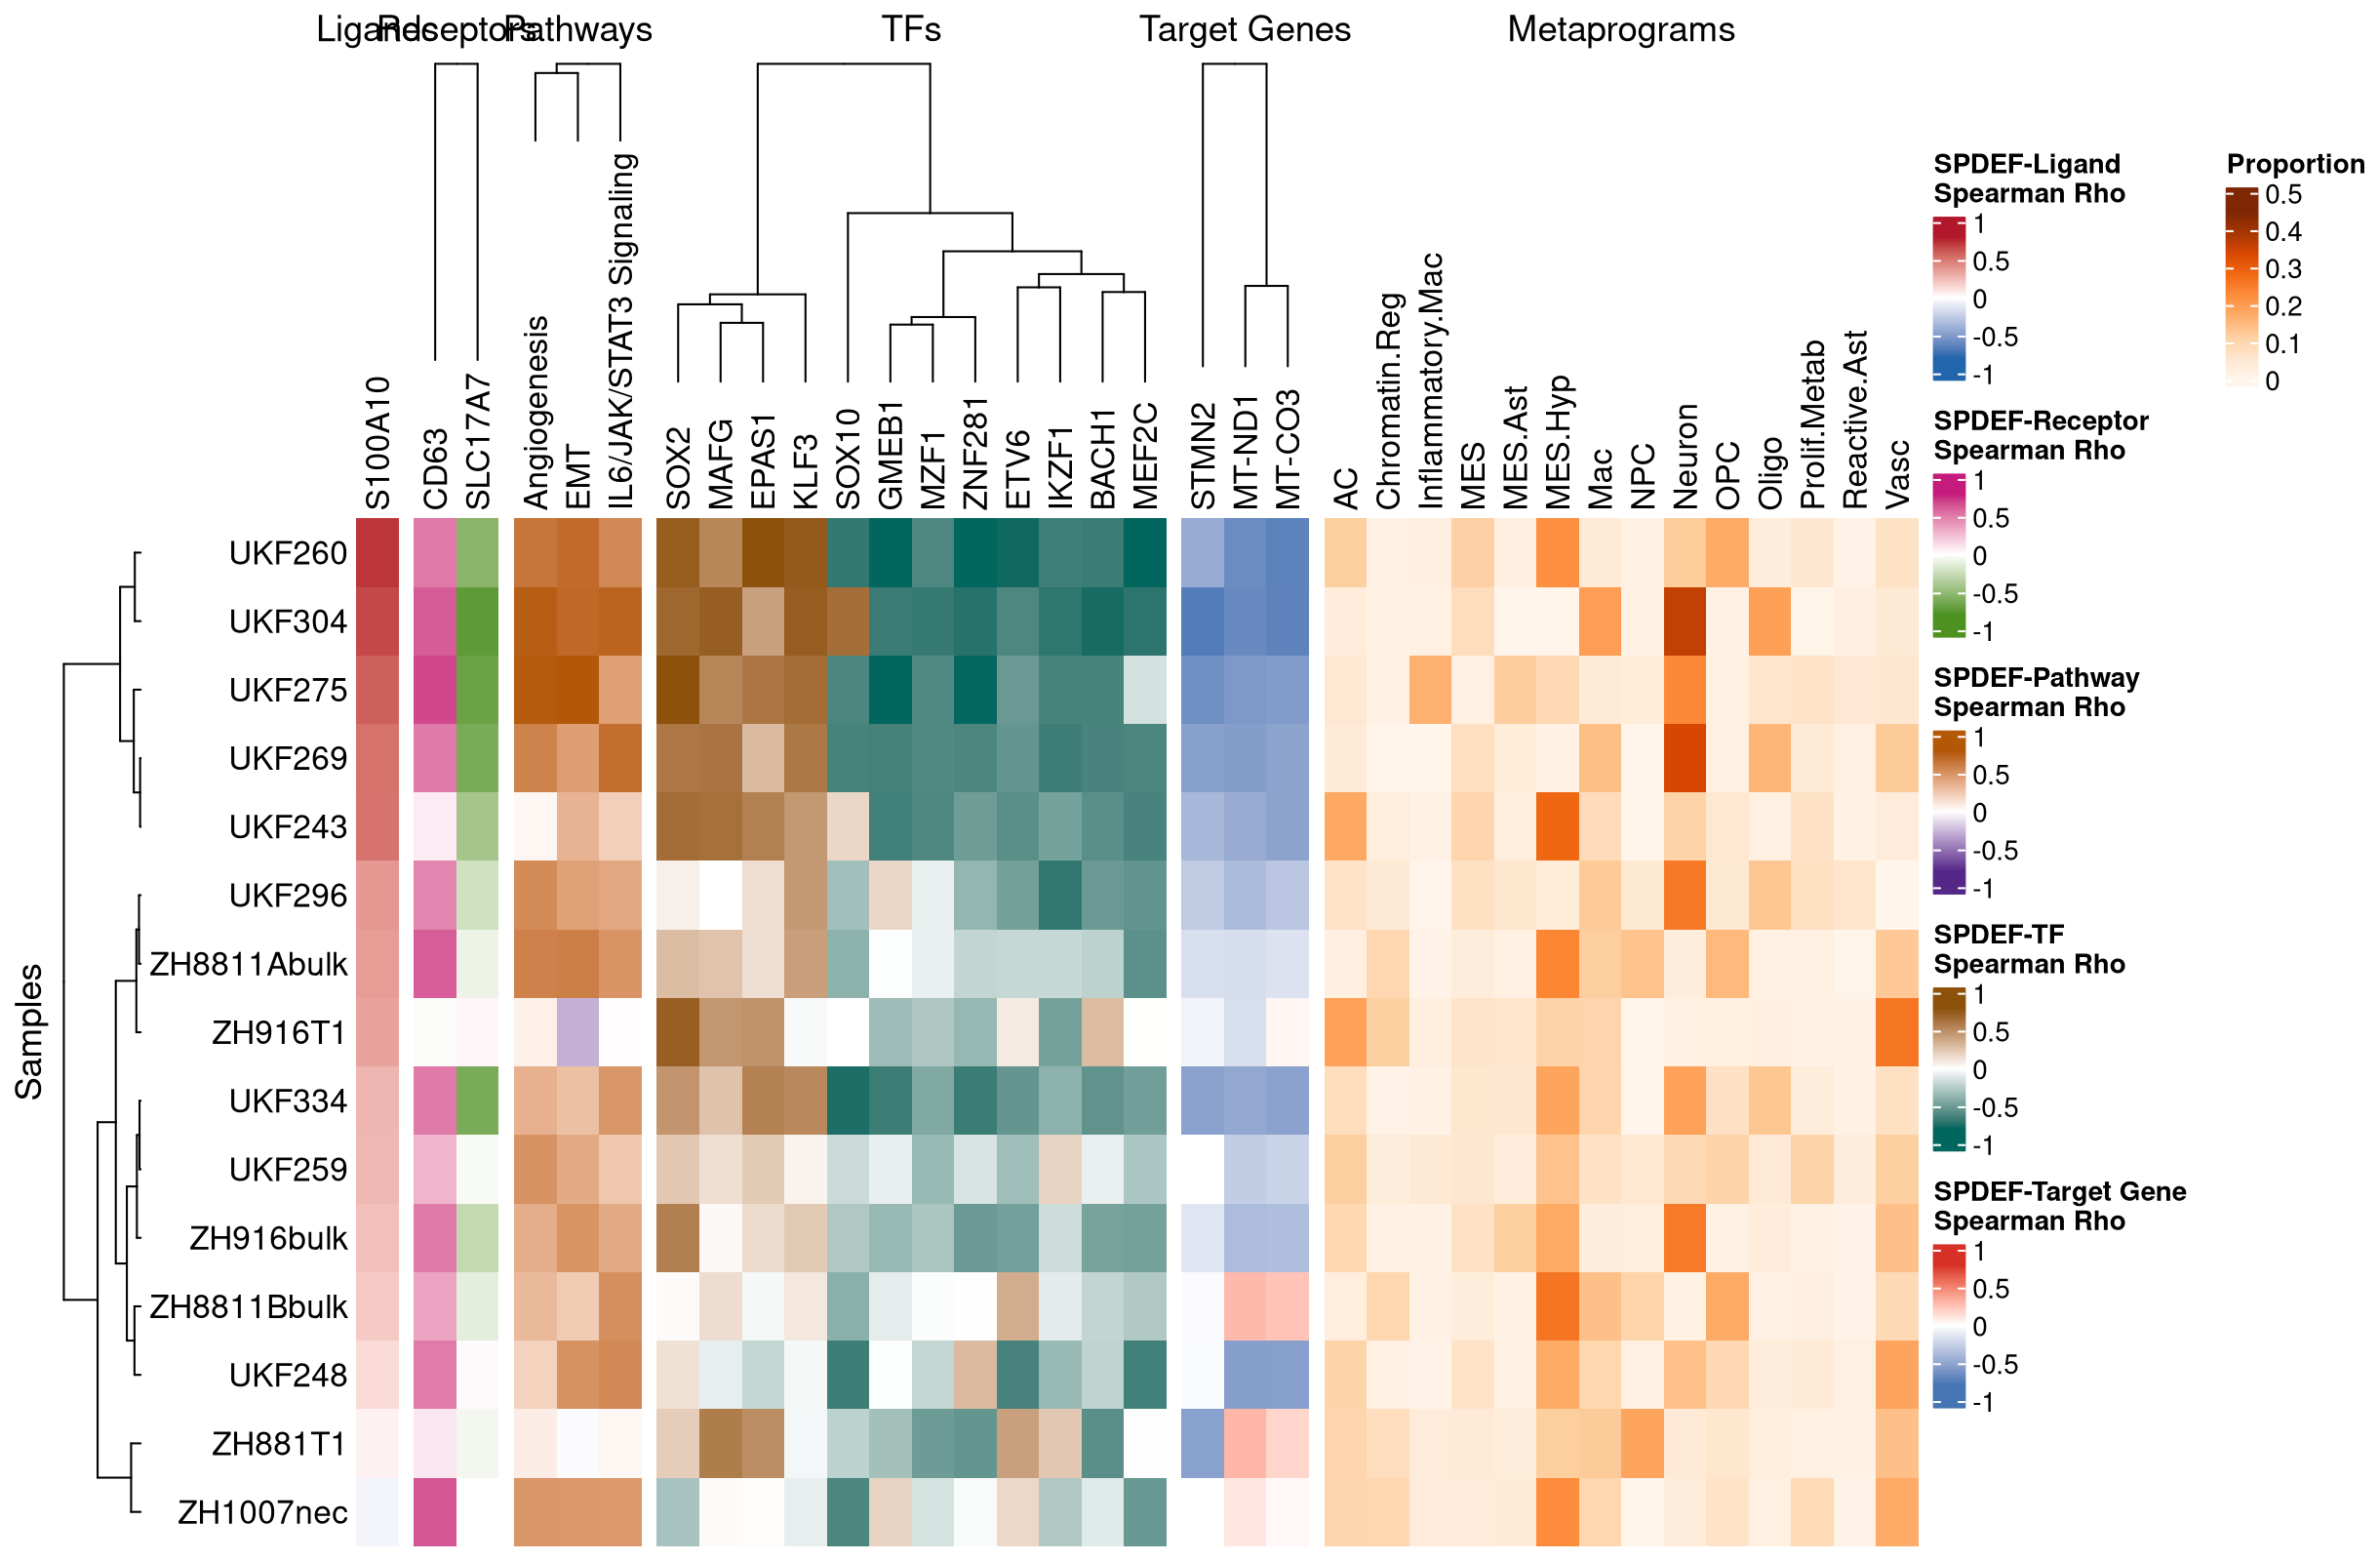 Ligands
Receptors
Pathways
TFs
Target Genes
Metaprograms
S100A10
CD63
SLC17A7
Angiogenesis
EMT
IL6/JAK/STAT3 Signaling
SOX2
MAFG
EPAS1
KLF3
SOX10
GMEB1
MZF1
ZNF281
ETV6
IKZF1
BACH1
MEF2C
STMN2
MT-ND1
MT-CO3
AC
Chromatin.Reg
Inflammatory.Mac
MES
MES.Ast
MES.Hyp
Mac
NPC
Neuron
OPC
Oligo
Prolif.Metab
Reactive.Ast
Vasc
Samples
UKF260
UKF304
UKF275
UKF269
UKF243
UKF296
ZH8811Abulk
ZH916T1
UKF334
UKF259
ZH916bulk
ZH8811Bbulk
UKF248
ZH881T1
ZH1007nec
SPDEF-Ligand
Spearman Rho
1
0.5
0
-0.5
-1
SPDEF-Receptor
Spearman Rho
1
0.5
0
-0.5
-1
SPDEF-Pathway
Spearman Rho
1
0.5
0
-0.5
-1
SPDEF-TF
Spearman Rho
1
0.5
0
-0.5
-1
SPDEF-Target Gene
Spearman Rho
1
0.5
0
-0.5
-1
Proportion
0.5
0.4
0.3
0.2
0.1
0